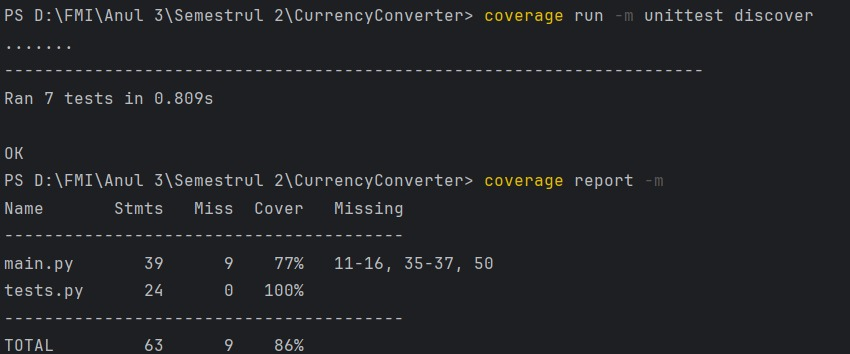 PS D:\FMI\Anul 3\Semestrul 2\CurrencyConverter> coverage run -m unittest discover
.......
----------------------------------------------------------------------
Ran 7 tests in 0.809s
OK
PS D:\FMI\Anul 3\Semestrul 2\CurrencyConverter> coverage report -m
Name       Stmts   Miss  Cover   Missing
----------------------------------------
main.py       39      9    77%   11-16, 35-37, 50
tests.py      24      0   100%
----------------------------------------
TOTAL         63      9    86%